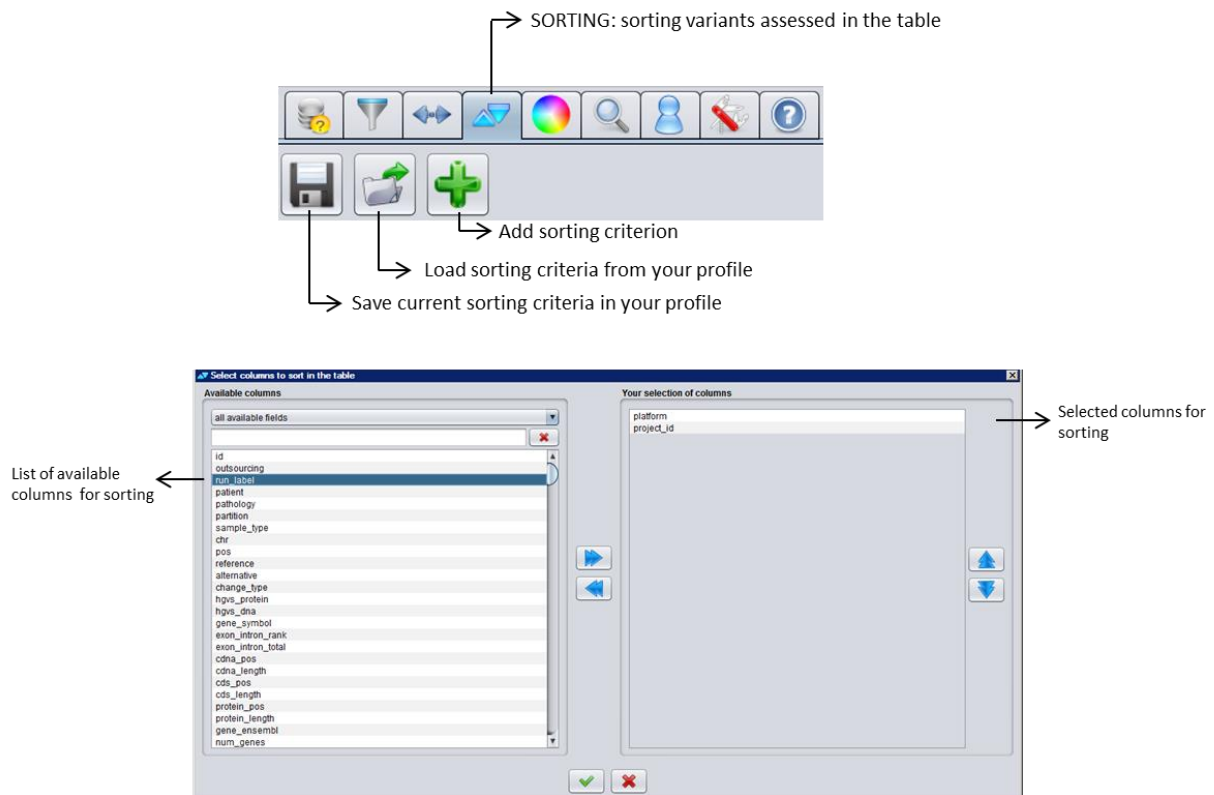 SORTING: sorting variants assessed in the table
Add sorting criterion
Load sorting criteria from your profile
Save current sorting criteria in your profile
Select columns to sort in the table
Available columns
all available fields
id
outsourcing
run_label
patient
pathology
partition
sample_type
chr
pos
reference
alternative
change_type
hgvs_protein
hgvs_dna
gene_symbol
exon_intron_rank
exon_intron_total
cdna_pos
cdna_length
cds_pos
cds_length
protein_pos
protein_length
gene_ensembl
num_genes
Your selection of columns
platform
project_id
List of available
columns for sorting
Selected columns for
sorting